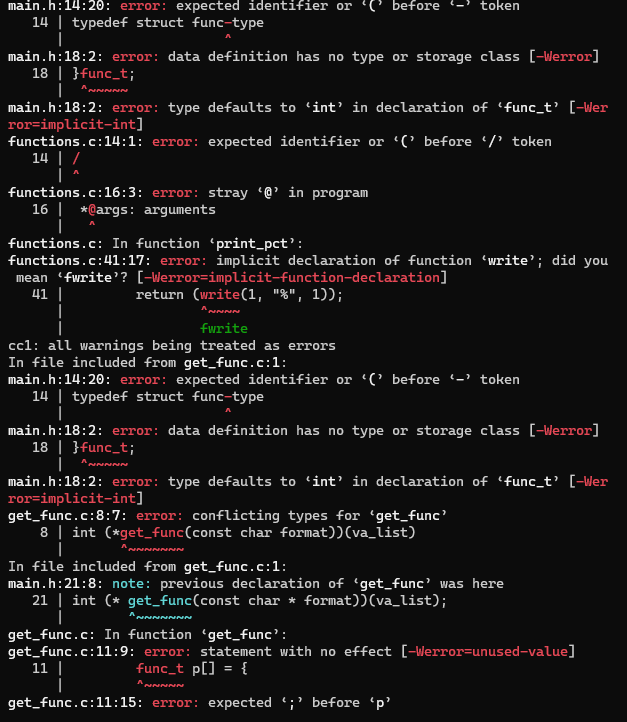 main.h:14:20: error: expected identifier or ‘(’ before ‘-’ token
   14 | typedef struct func-type
      |                    ^
main.h:18:2: error: data definition has no type or storage class [-Werror]
   18 | }func_t;
      |  ^~~~~~
main.h:18:2: error: type defaults to ‘int’ in declaration of ‘func_t’ [-Wer
ror=implicit-int]
functions.c:14:1: error: expected identifier or ‘(’ before ‘/’ token
   14 | /
      | ^
functions.c:16:3: error: stray ‘@’ in program
   16 |  *@args: arguments
      |   ^
functions.c: In function ‘print_pct’:
functions.c:41:17: error: implicit declaration of function ‘write’; did you
 mean ‘fwrite’? [-Werror=implicit-function-declaration]
   41 |         return (write(1, "%", 1));
      |                 ^~~~~
      |                 fwrite
cc1: all warnings being treated as errors
In file included from get_func.c:1:
main.h:14:20: error: expected identifier or ‘(’ before ‘-’ token
   14 | typedef struct func-type
      |                    ^
main.h:18:2: error: data definition has no type or storage class [-Werror]
   18 | }func_t;
      |  ^~~~~~
main.h:18:2: error: type defaults to ‘int’ in declaration of ‘func_t’ [-Wer
ror=implicit-int]
get_func.c:8:7: error: conflicting types for ‘get_func’
    8 | int (*get_func(const char format))(va_list)
      |       ^~~~~~~~
In file included from get_func.c:1:
main.h:21:8: note: previous declaration of ‘get_func’ was here
   21 | int (* get_func(const char * format))(va_list);
      |        ^~~~~~~~
get_func.c: In function ‘get_func’:
get_func.c:11:9: error: statement with no effect [-Werror=unused-value]
   11 |         func_t p[] = {
      |         ^~~~~~
get_func.c:11:15: error: expected ‘;’ before ‘p’